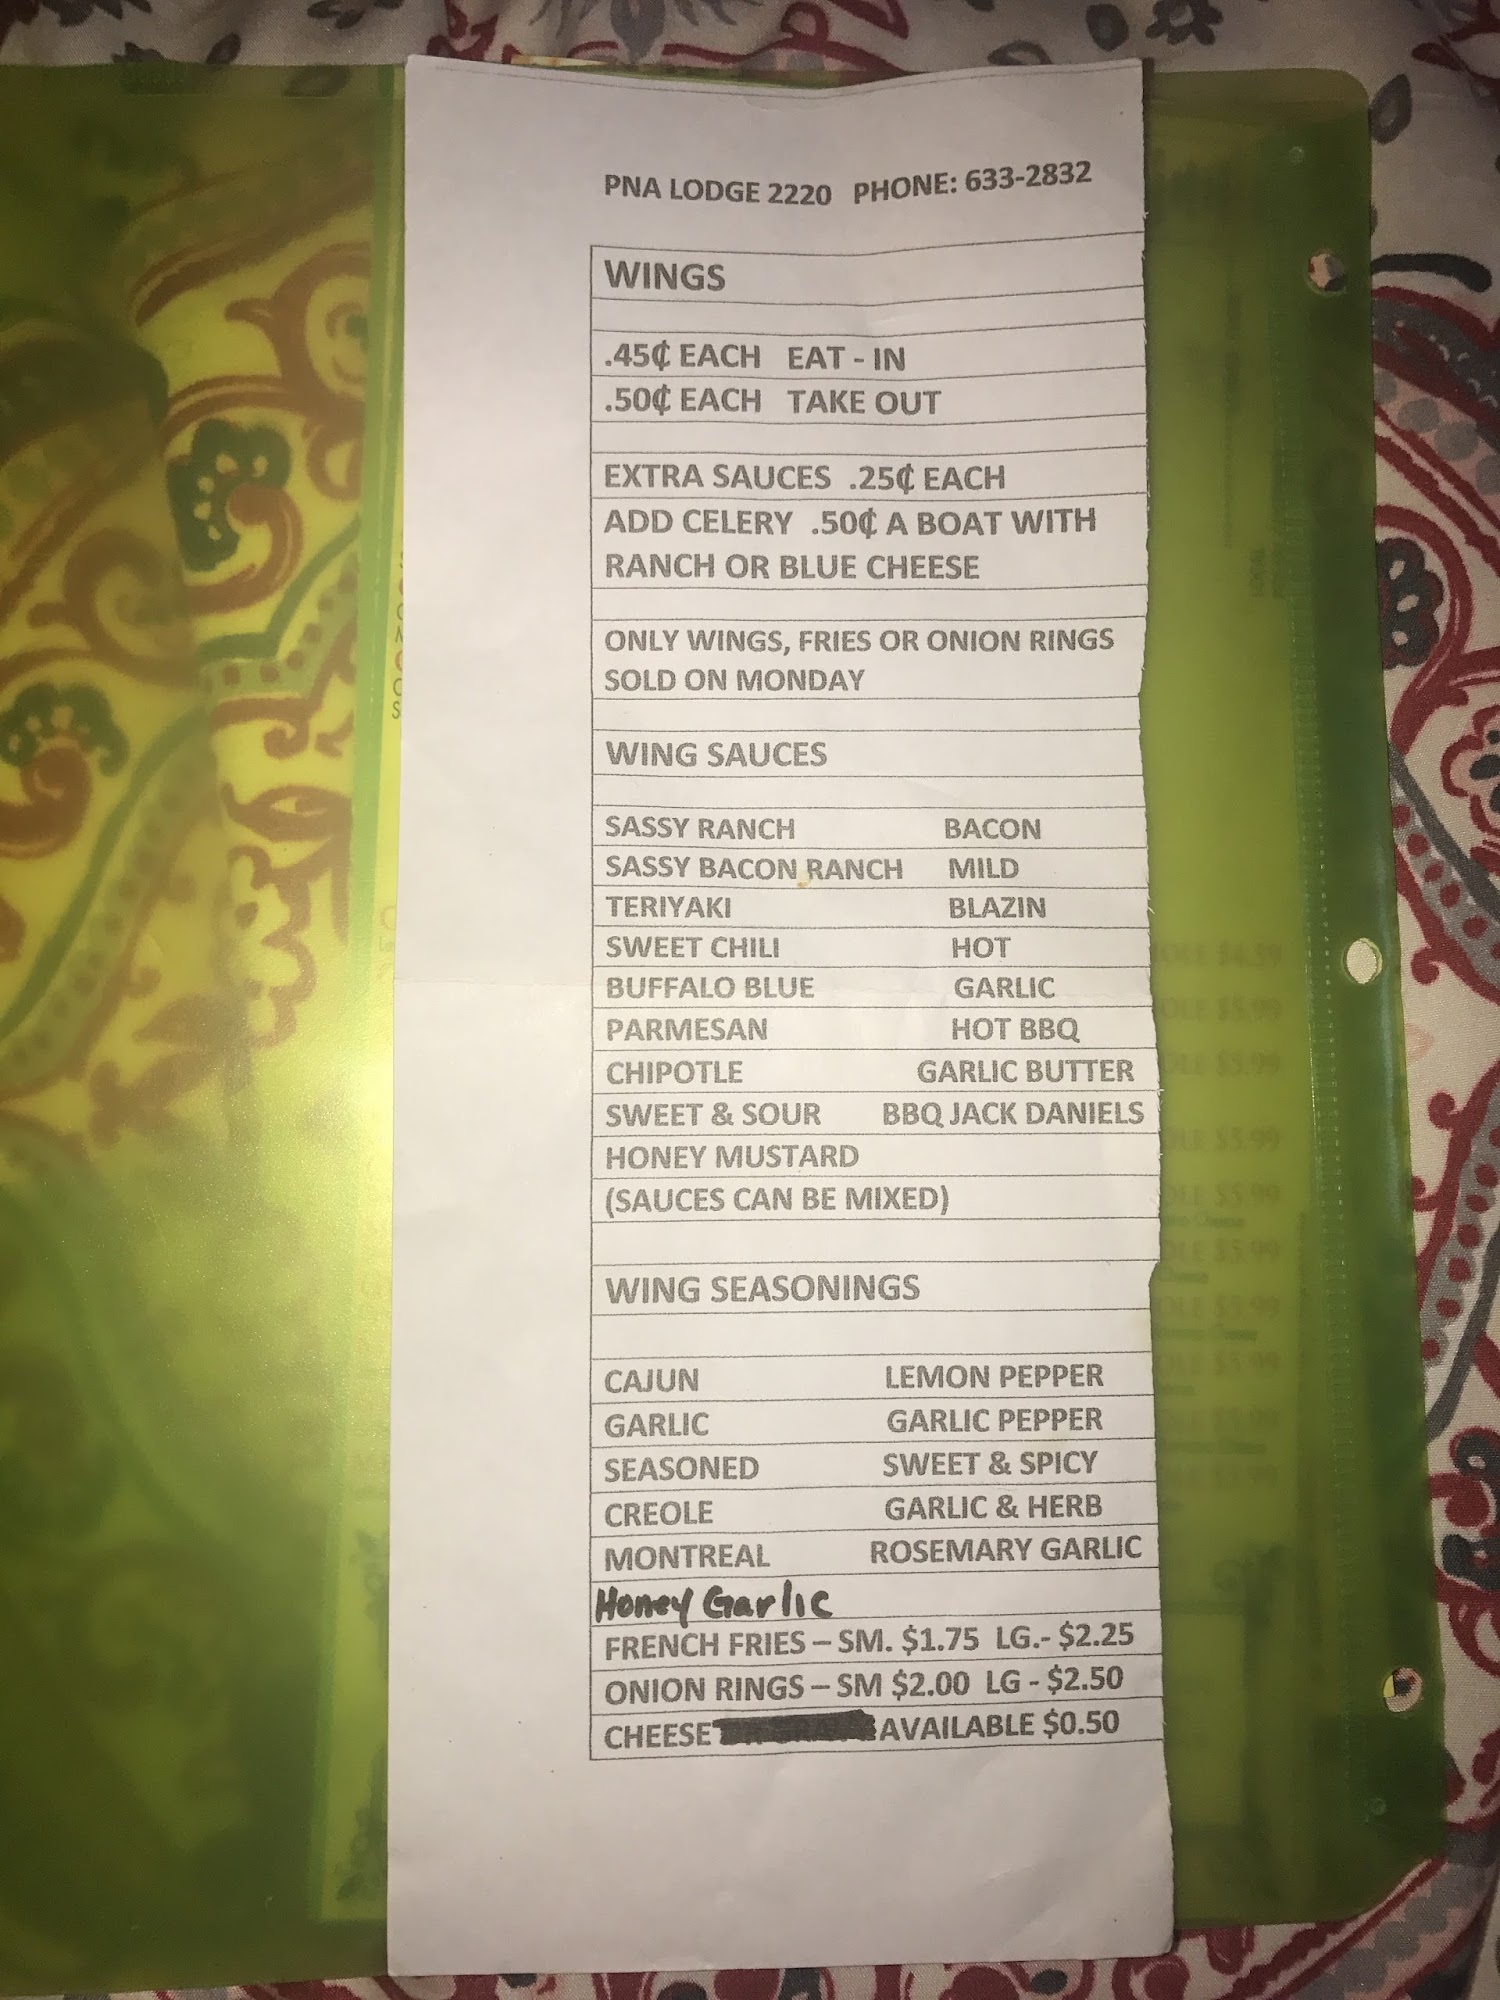 PNA LODGE 2220 PHONE: 633-2832
WINGS
.45¢ EACH EAT - IN
.50¢ EACH TAKE OUT
EXTRA SAUCES .25¢ EACH
ADD CELERY .50¢ A BOAT WITH
RANCH OR BLUE CHEESE
ONLY WINGS, FRIES OR ONION RINGS
SOLD ON MONDAY
WING SAUCES
SASSY RANCH BACON
SASSY BACON RANCH MILD
TERIYAKI BLAZIN
SWEET CHILI HOT
BUFFALO BLUE GARLIC
PARMESAN HOT BBQ
CHIPOTLE GARLIC BUTTER
SWEET & SOUR BBQ JACK DANIELS
HONEY MUSTARD
(SAUCES CAN BE MIXED)
WING SEASONINGS
CAJUN LEMON PEPPER
GARLIC GARLIC PEPPER
SEASONED SWEET & SPICY
CREOLE GARLIC & HERB
MONTREAL ROSEMARY GARLIC
Honey Garlic
FRENCH FRIES – SM. $1.75 LG.- $2.25
ONION RINGS – SM $2.00 LG - $2.50
CHEESE AVAILABLE $0.50